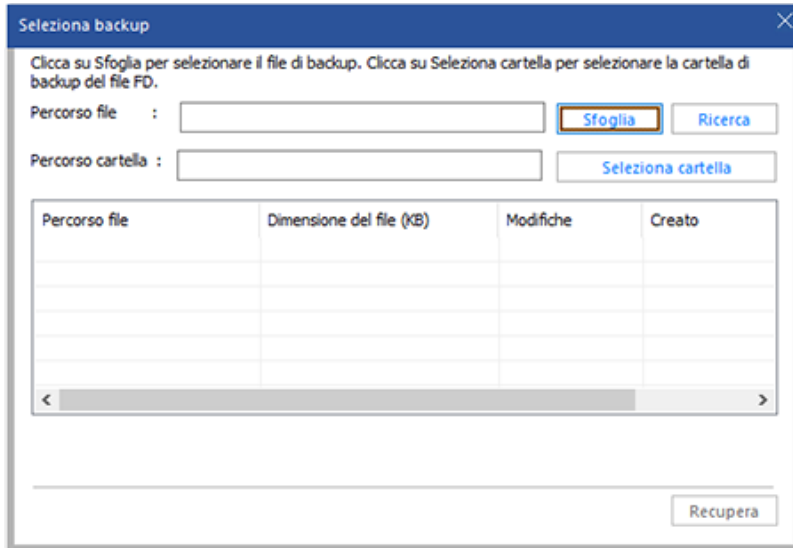 Seleziona backup
Clicca su Sfoglia per selezionare il file di backup. Clicca su Seleziona cartella per selezionare la cartella di
backup del file FD.
Percorso file : Sfoglia Ricerca
Percorso cartella : Seleziona cartella
Percorso file Dimensione del file (KB) Modifiche Creato
Recupera